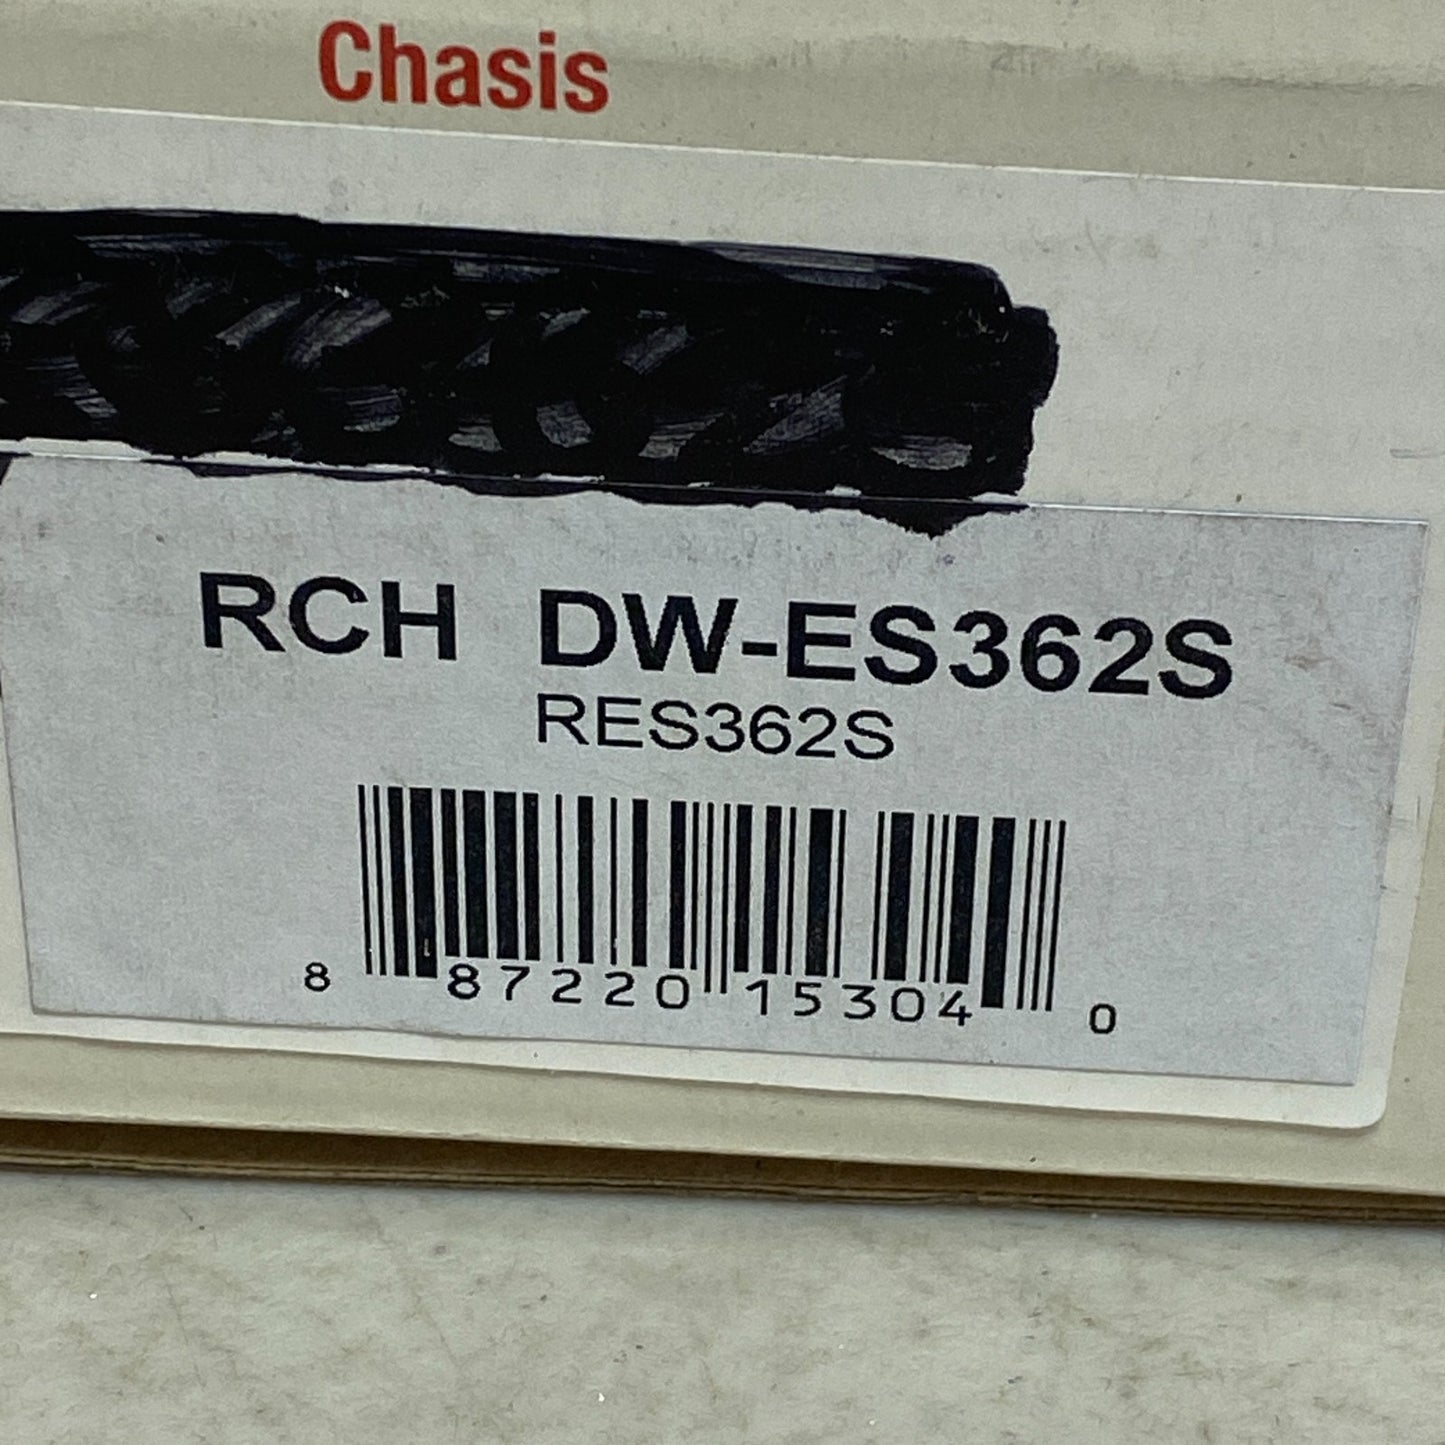 Chasis
RCH DW-ES362S
RES362S
8 87220 15304 0